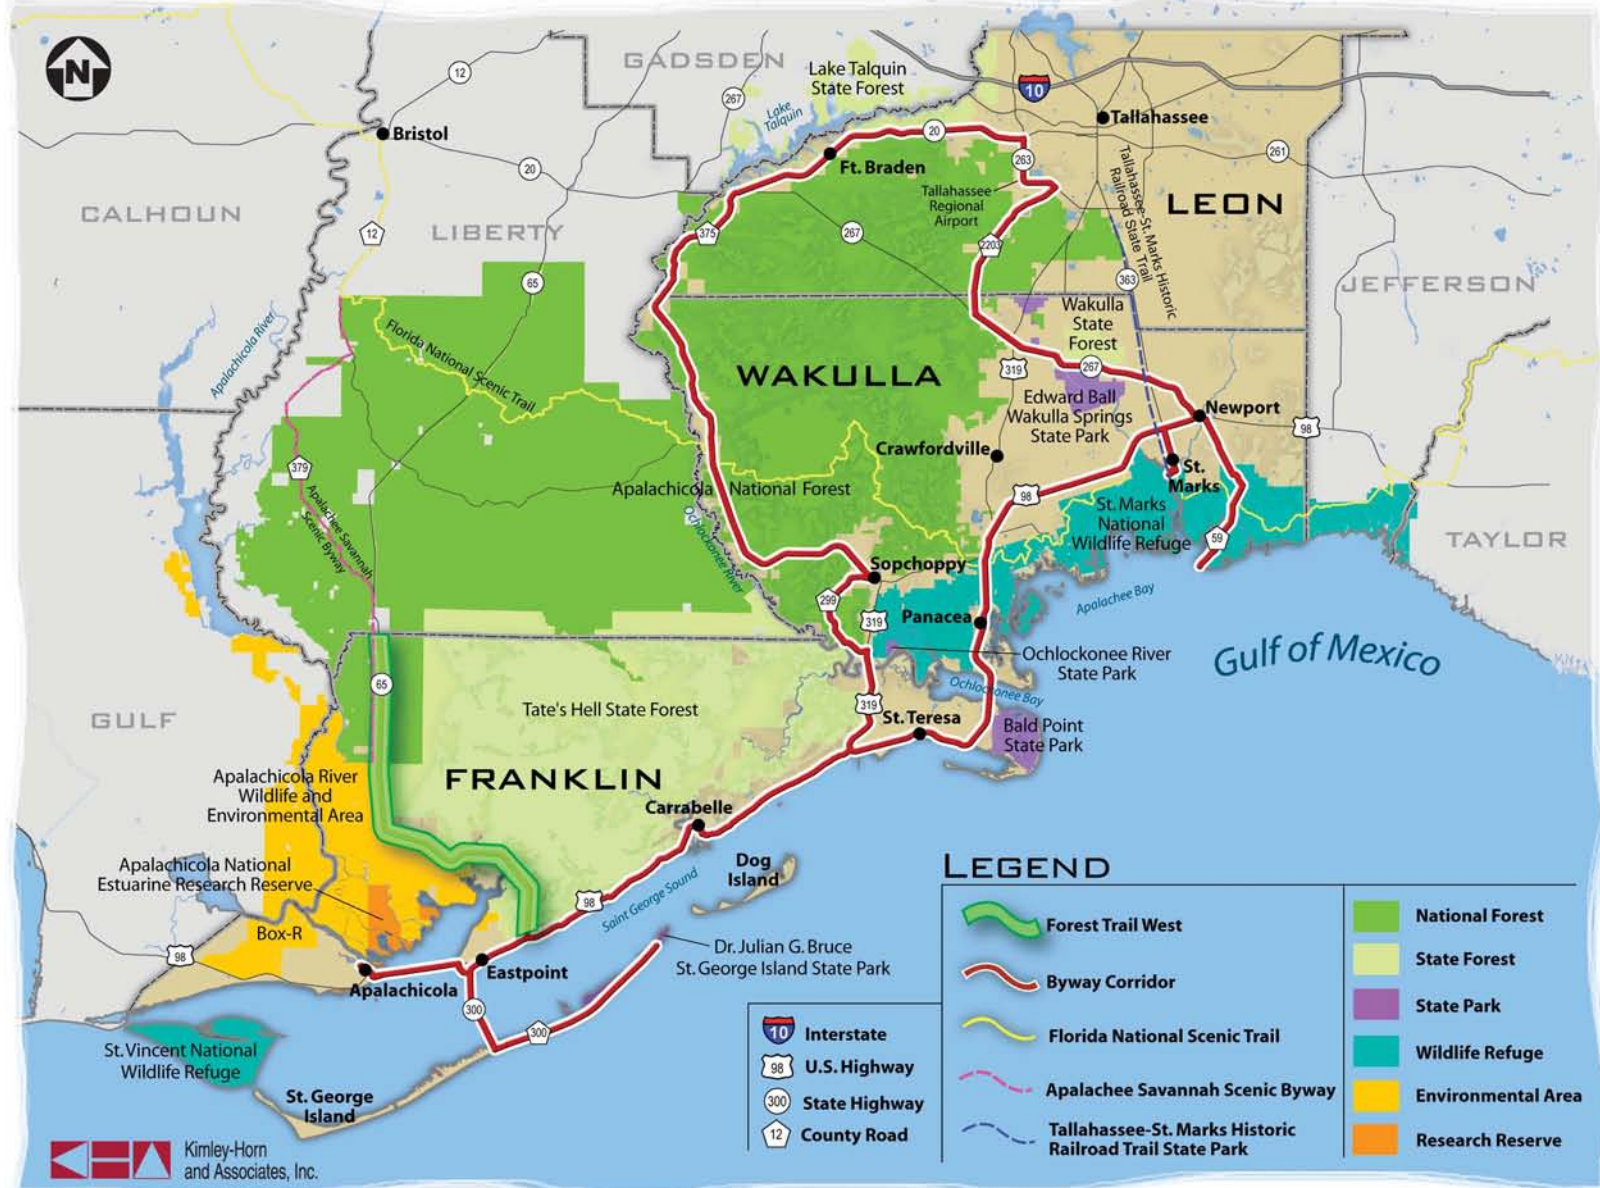 N
GADSDEN
12
267
Lake Talquin
State Forest
Lake
Talquin
10
Tallahassee
Bristol
20
20
263
261
Ft. Braden
Tallahassee
Regional
Airport
Tallahassee-St. Marks Historic
Railroad State Trail
LEON
CALHOUN
LIBERTY
12
375
267
2203
65
363
JEFFERSON
Apalachicola River
Florida National Scenic Trail
Wakulla
State
Forest
WAKULLA
319
267
Edward Ball
Wakulla Springs
State Park
Newport
98
Crawfordville
379
St.
Marks
Apalachee Savannah
Scenic Byway
Apalachicola National Forest
98
St. Marks
National
Wildlife Refuge
59
TAYLOR
Ochlockonee River
Sopchoppy
299
319
Panacea
Apalachee Bay
Gulf of Mexico
Ochlockonee River
State Park
65
Ochlockonee Bay
GULF
Tate's Hell State Forest
319
St. Teresa
Bald Point
State Park
Apalachicola River
Wildlife and
Environmental Area
FRANKLIN
Carrabelle
Apalachicola National
Estuarine Research Reserve
Dog
Island
98
Saint George Sound
Box-R
98
Dr. Julian G. Bruce
St. George Island State Park
Eastpoint
Apalachicola
300
300
St. Vincent National
Wildlife Refuge
St. George
Island
Kimley-Horn
and Associates, Inc.
LEGEND
Forest Trail West
Byway Corridor
Florida National Scenic Trail
Apalachee Savannah Scenic Byway
Tallahassee-St. Marks Historic
Railroad Trail State Park
National Forest
State Forest
State Park
Wildlife Refuge
Environmental Area
Research Reserve
10 Interstate
98 U.S. Highway
300 State Highway
12 County Road